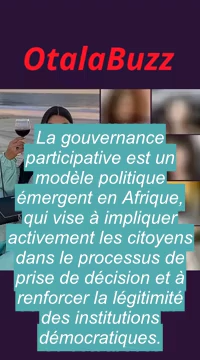 OtalaBuzz
La gouvernance
participative est un
modèle politique
émergent en Afrique,
qui vise à impliquer
activement les citoyens
dans le processus de
prise de décision et à
renforcer la légitimité
des institutions
démocratiques.